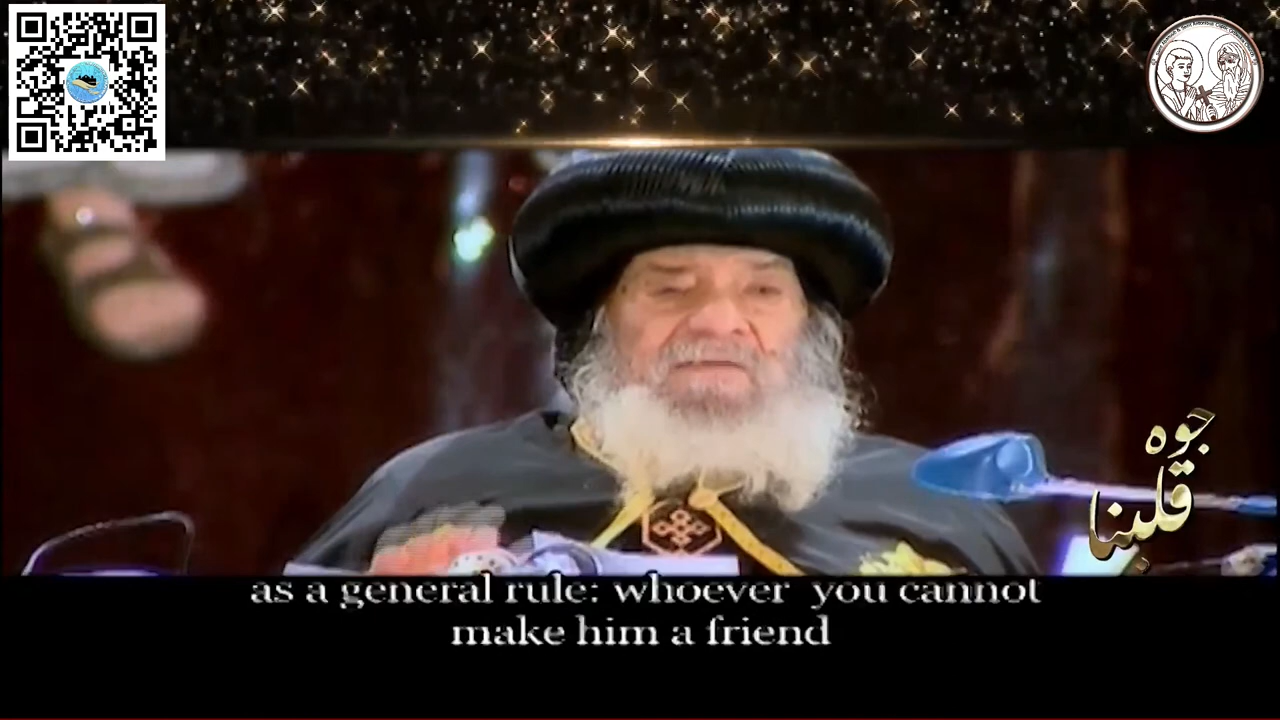 جوه
قلبنا
as a general rule: whoever you cannot
make him a friend